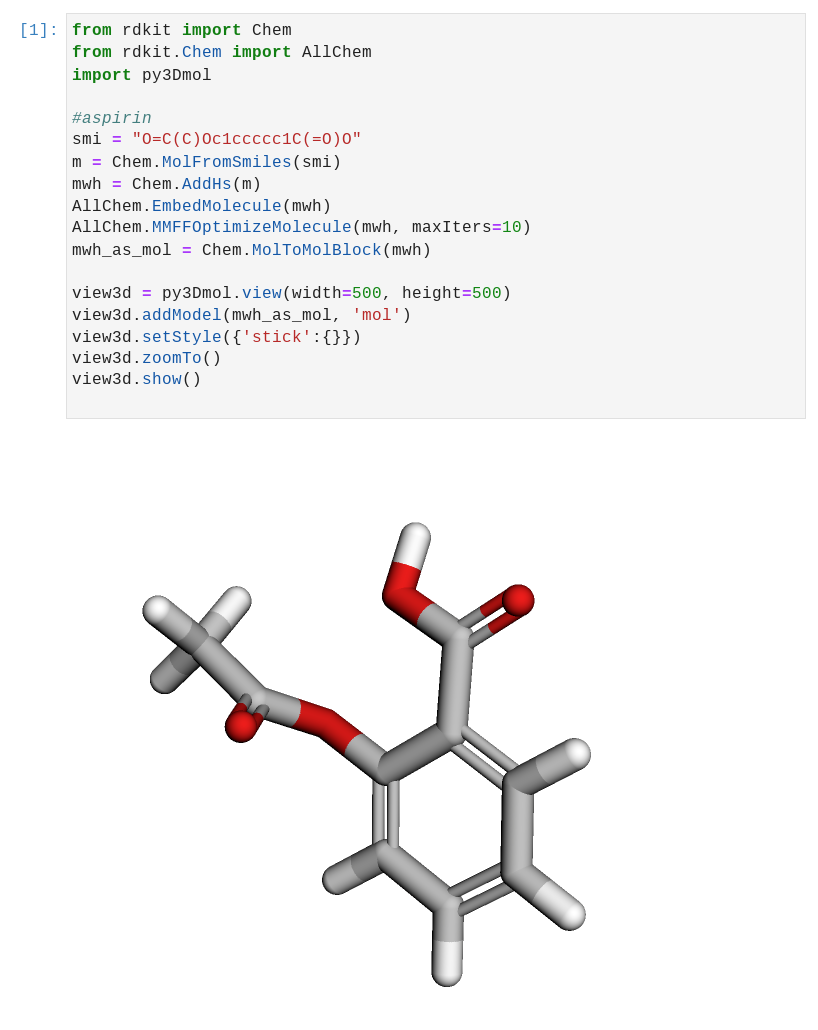 [1]: from rdkit import Chem
from rdkit.Chem import AllChem
import py3Dmol
#aspirin
smi = "O=C(C)Oc1ccccc1C(=O)O"
m = Chem.MolFromSmiles(smi)
mwh = Chem.AddHs(m)
AllChem.EmbedMolecule(mwh)
AllChem.MMFFOptimizeMolecule(mwh, maxIters=10)
mwh_as_mol = Chem.MolToMolBlock(mwh)
view3d = py3Dmol.view(width=500, height=500)
view3d.addModel(mwh_as_mol, 'mol')
view3d.setStyle({'stick':{}})
view3d.zoomTo()
view3d.show()